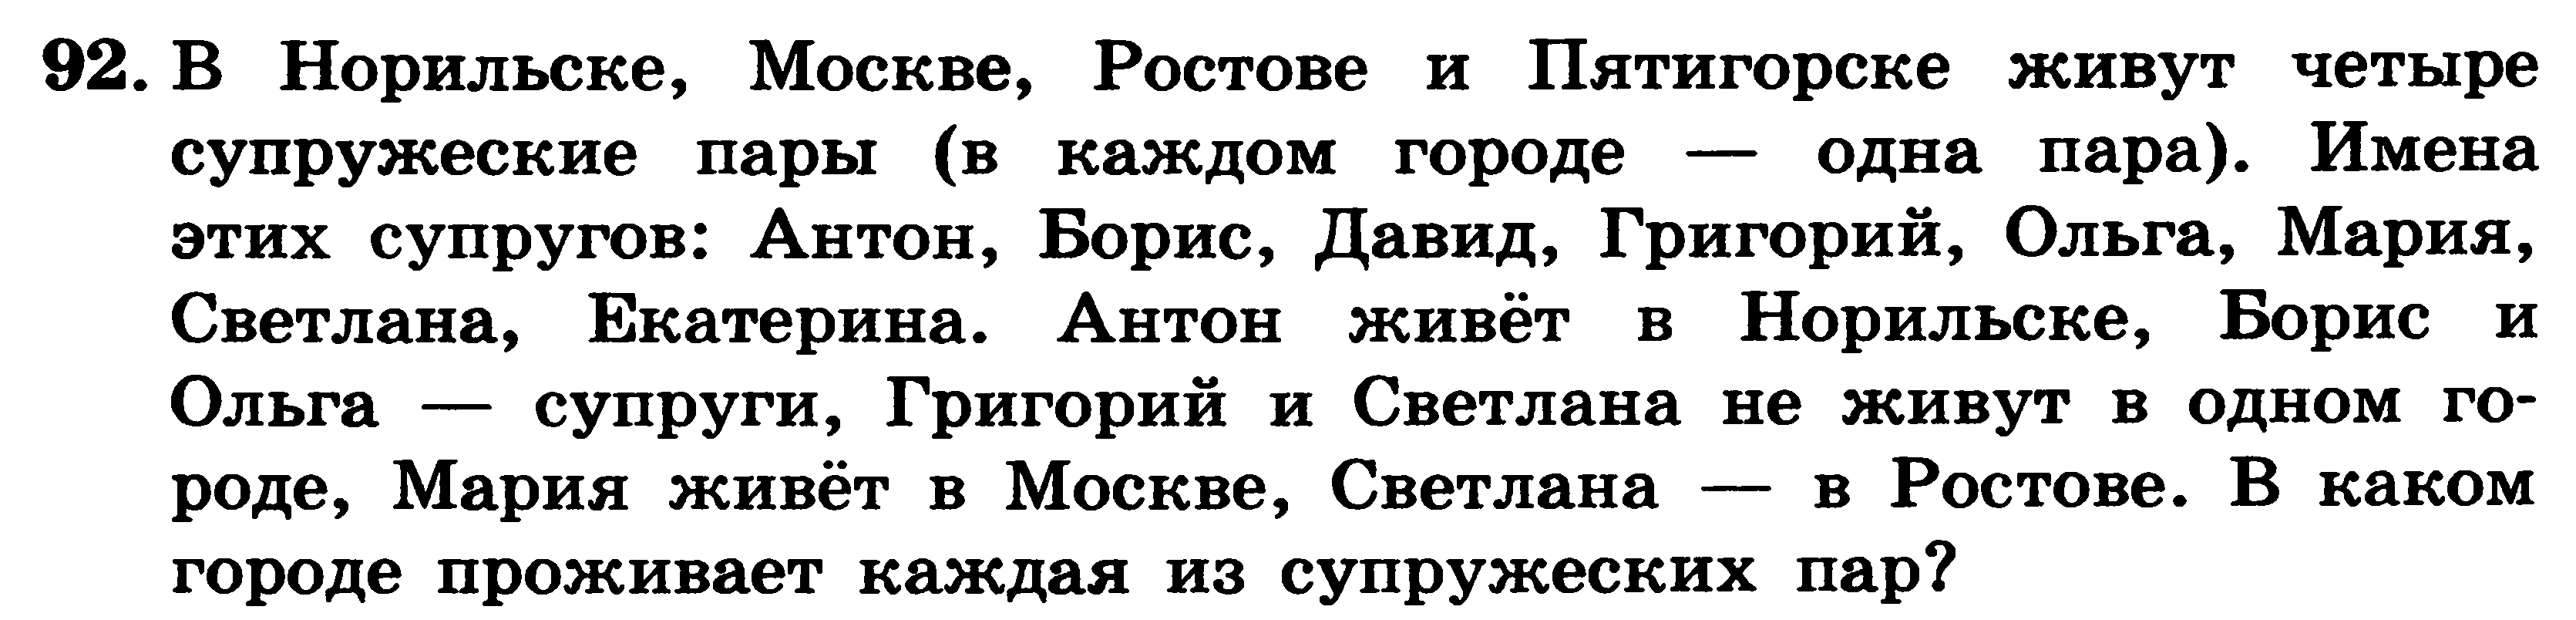 92. В Норильске, Москве, Ростове и Пятигорске живут четыре
супружеские пары (в каждом городе — одна пара). Имена
этих супругов: Антон, Борис, Давид, Григорий, Ольга, Мария,
Светлана, Екатерина. Антон живёт в Норильске, Борис и
Ольга — супруги, Григорий и Светлана не живут в одном го-
роде, Мария живёт в Москве, Светлана — в Ростове. В каком
городе проживает каждая из супружеских пар?